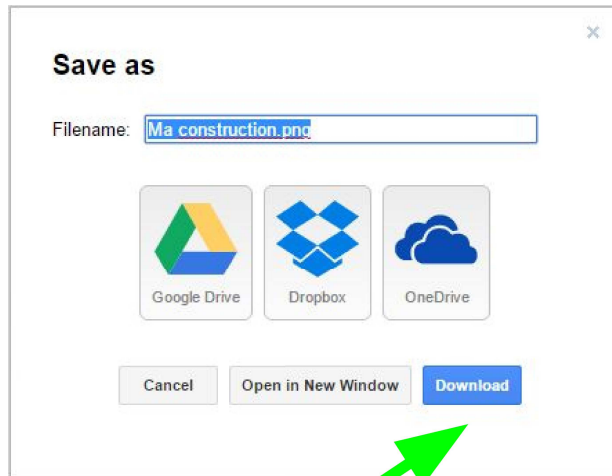 ×
Save as
Filename: Ma construction.png
Google Drive Dropbox OneDrive
Cancel Open in New Window Download